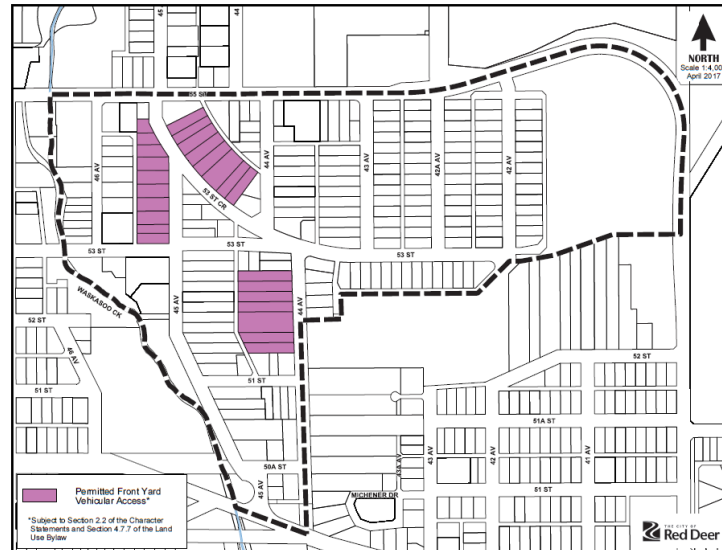 44
45
44
NORTH
Scale 1:4,00
April 2017
55 ST
46 AV
44 AV
43 AV
42A AV
42 AV
53 ST CR
53 ST
53 ST
53 ST
WASKASOO CK
45 AV
44 AV
52 ST
46 AV
52 ST
51 ST
51 ST
51A ST
43 AV
42 AV
41 AV
50A ST
43A AV
51 ST
45 AV
MICHENER DR
Permitted Front Yard
Vehicular Access*
*Subject to Section 2.2 of the Character
Statements and Section 4.7.7 of the Land
Use Bylaw
THE CITY OF
Red Deer